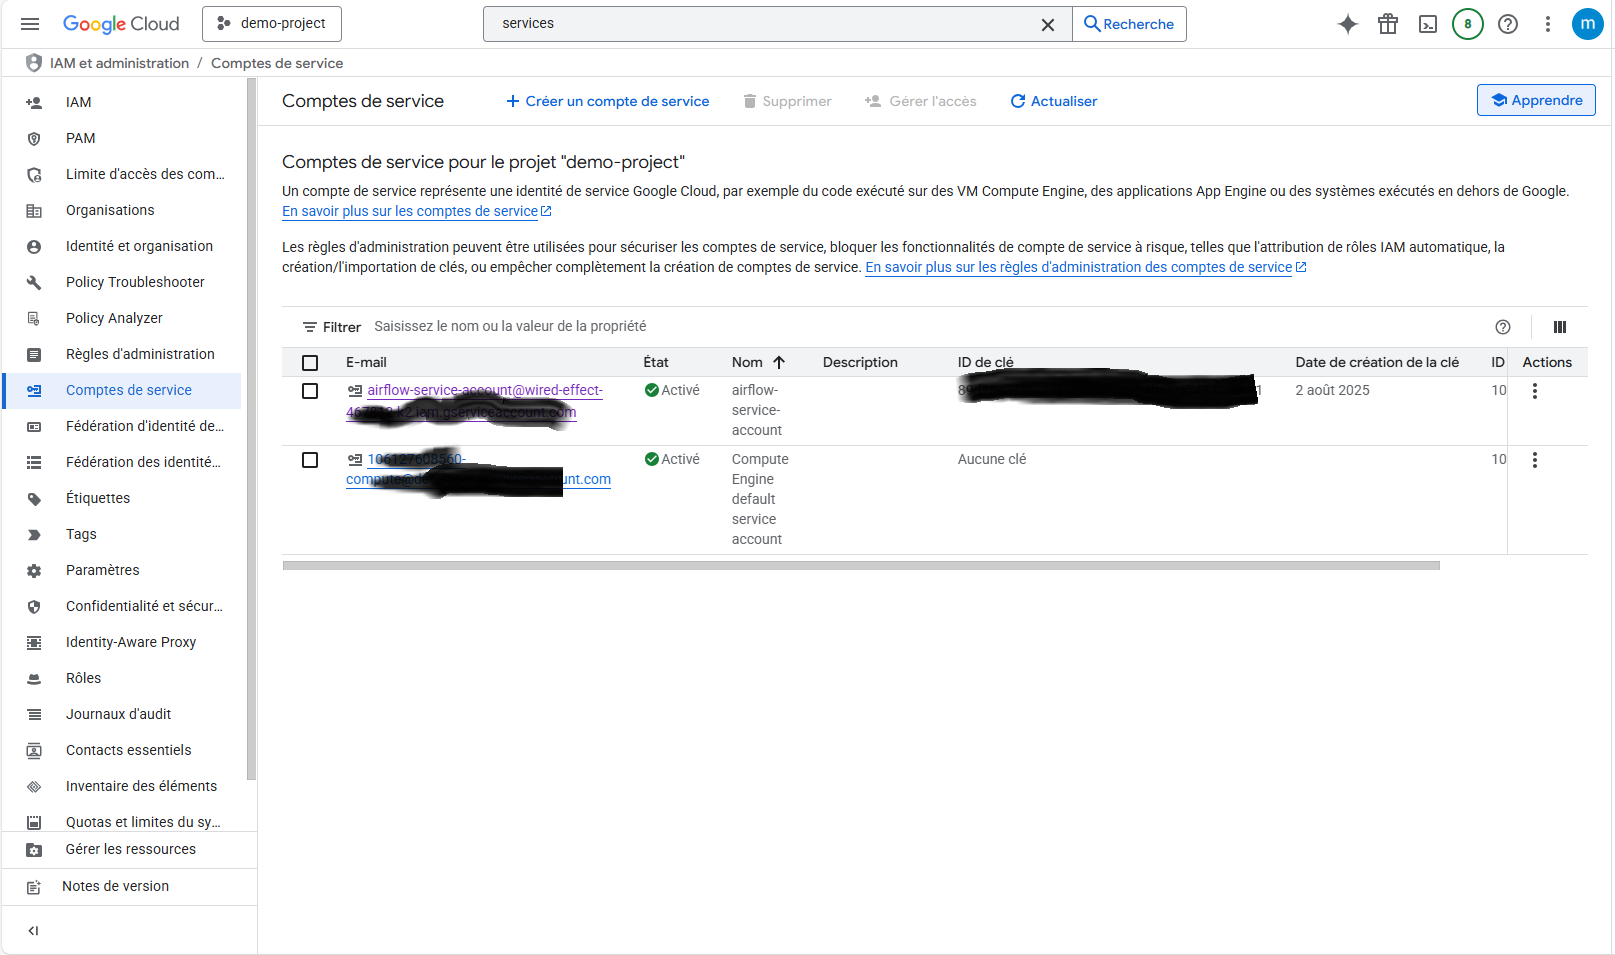 Google Cloud
demo-project
services
Recherche
8
m
IAM et administration / Comptes de service
IAM
PAM
Limite d'accès des com...
Organisations
Identité et organisation
Policy Troubleshooter
Policy Analyzer
Règles d'administration
Comptes de service
Fédération d'identité de...
Fédération des identité...
Étiquettes
Tags
Paramètres
Confidentialité et sécur...
Identity-Aware Proxy
Rôles
Journaux d'audit
Contacts essentiels
Inventaire des éléments
Quotas et limites du sy...
Gérer les ressources
Notes de version
Comptes de service
Créer un compte de service
Supprimer
Gérer l'accès
Actualiser
Apprendre
Comptes de service pour le projet "demo-project"
Un compte de service représente une identité de service Google Cloud, par exemple du code exécuté sur des VM Compute Engine, des applications App Engine ou des systèmes exécutés en dehors de Google.
En savoir plus sur les comptes de service
Les règles d'administration peuvent être utilisées pour sécuriser les comptes de service, bloquer les fonctionnalités de compte de service à risque, telles que l'attribution de rôles IAM automatique, la
création/l'importation de clés, ou empêcher complètement la création de comptes de service. En savoir plus sur les règles d'administration des comptes de service
Filtrer Saisissez le nom ou la valeur de la propriété
E-mail État Nom Description ID de clé Date de création de la clé ID Actions
airflow-service-account@wired-effect-
Activé
airflow-
service-
account
2 août 2025
10
Activé
Compute
Engine
default
service
account
Aucune clé
10